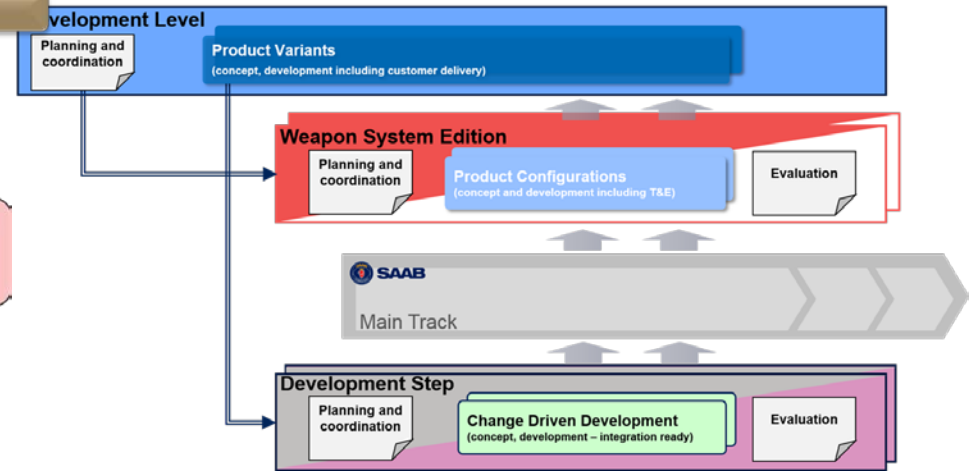 velopment Level
Planning and
coordination
Product Variants
(concept, development including customer delivery)
Weapon System Edition
Planning and
coordination
Product Configurations
(concept and development including T&E)
Evaluation
SAAB
Main Track
Development Step
Planning and
coordination
Change Driven Development
(concept, development – integration ready)
Evaluation